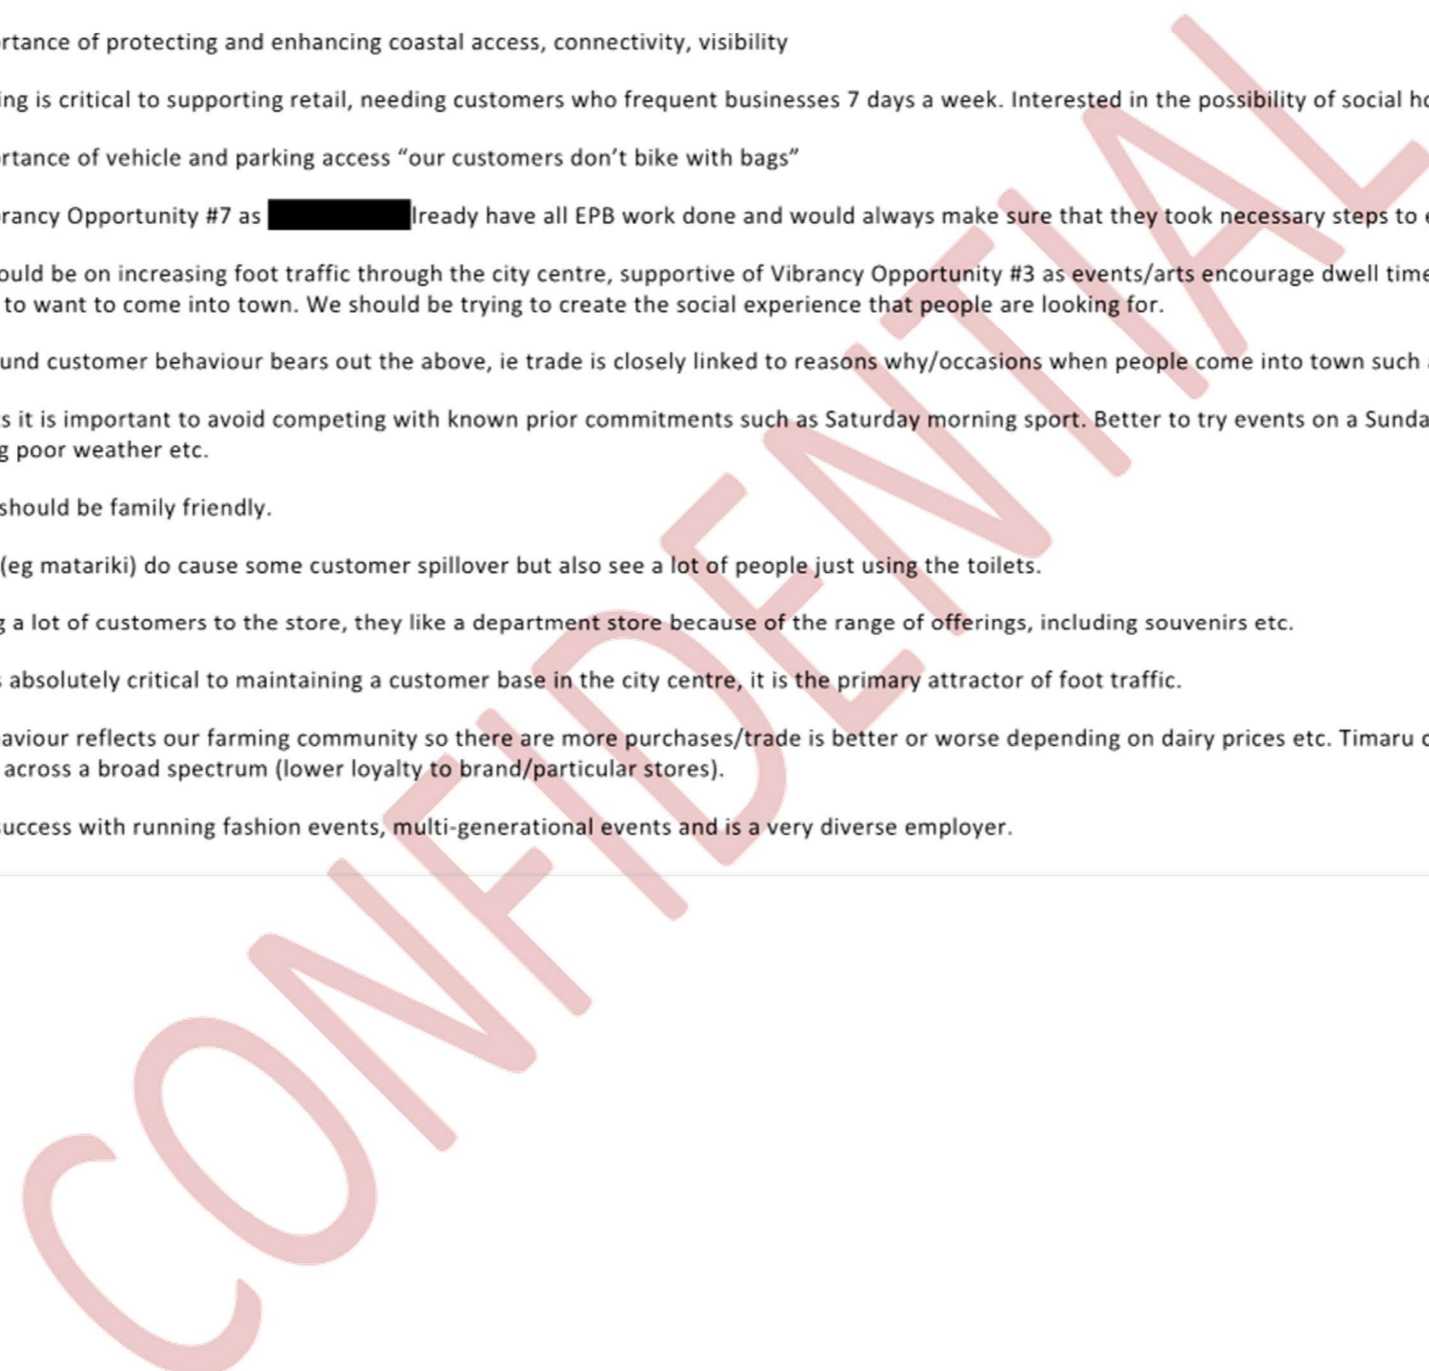 rtance of protecting and enhancing coastal access, connectivity, visibility
ing is critical to supporting retail, needing customers who frequent businesses 7 days a week. Interested in the possibility of social ho
rtance of vehicle and parking access “our customers don’t bike with bags”
rancy Opportunity #7 as lready have all EPB work done and would always make sure that they took necessary steps to e
ould be on increasing foot traffic through the city centre, supportive of Vibrancy Opportunity #3 as events/arts encourage dwell time
to want to come into town. We should be trying to create the social experience that people are looking for.
und customer behaviour bears out the above, ie trade is closely linked to reasons why/occasions when people come into town such
s it is important to avoid competing with known prior commitments such as Saturday morning sport. Better to try events on a Sunda
g poor weather etc.
should be family friendly.
(eg matariki) do cause some customer spillover but also see a lot of people just using the toilets.
g a lot of customers to the store, they like a department store because of the range of offerings, including souvenirs etc.
s absolutely critical to maintaining a customer base in the city centre, it is the primary attractor of foot traffic.
aviour reflects our farming community so there are more purchases/trade is better or worse depending on dairy prices etc. Timaru
across a broad spectrum (lower loyalty to brand/particular stores).
success with running fashion events, multi-generational events and is a very diverse employer.
CONFIDENTIAL